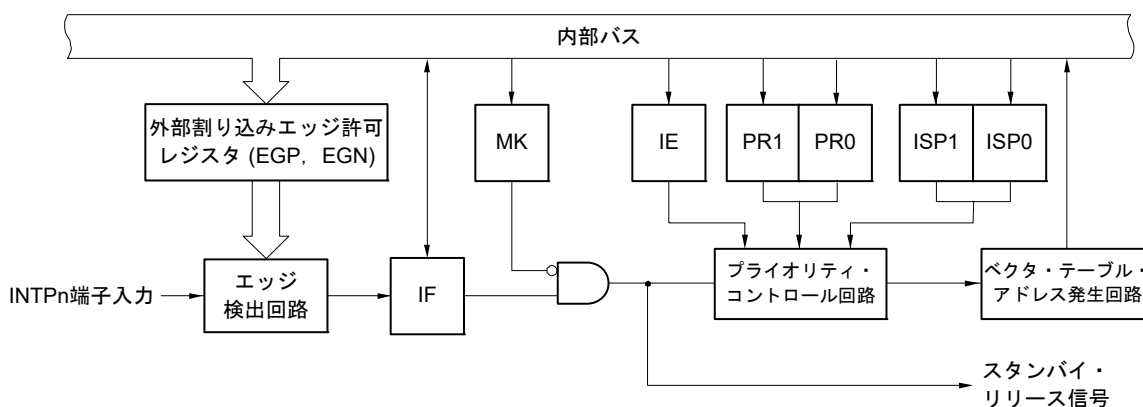 内部バス
外部割り込みエッジ許可
レジスタ (EGP, EGN)
MK
IE
PR1
PR0
ISP1
ISP0
INTPn端子入力
エッジ
検出回路
IF
プライオリティ・
コントロール回路
ベクタ・テーブル・
アドレス発生回路
スタンバイ・
リリース信号